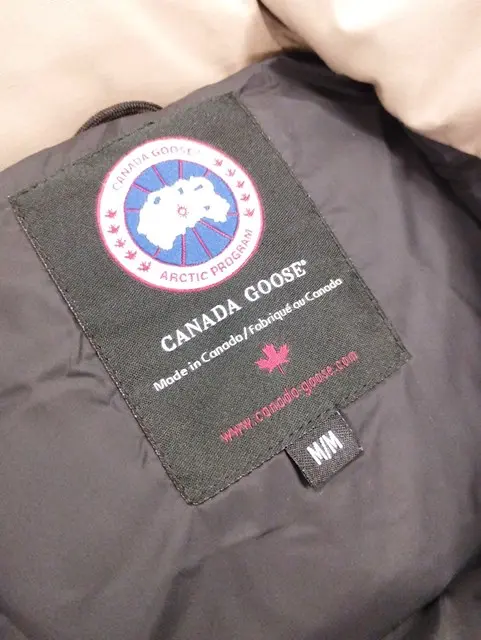 CANADA GOOSE®
ARCTIC PROGRAM
CANADA GOOSE®
Made in Canada/Fabriqué au Canada
www.canada-goose.com
M/M